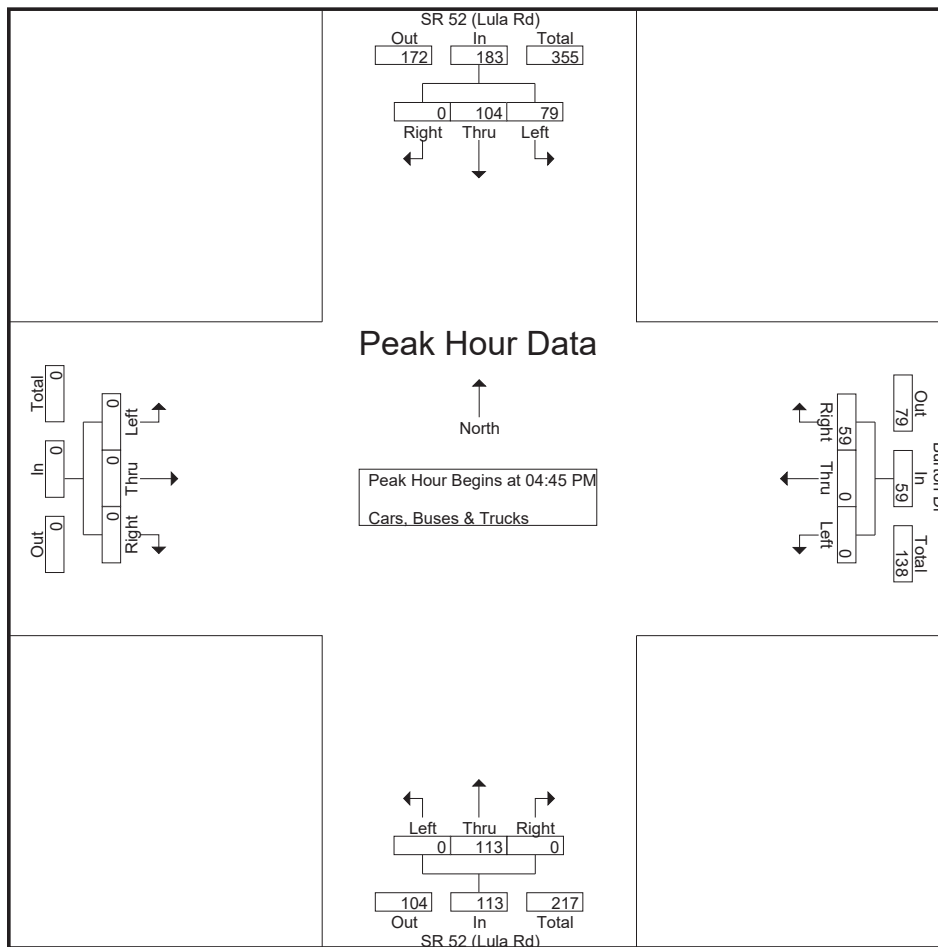 SR 52 (Lula Rd)
Out In Total
172 183 355
0 104 79
Right Thru Left
Peak Hour Data
North
Peak Hour Begins at 04:45 PM
Cars, Buses & Trucks
Total In Out
0 0 0
0 0 0
Left Thru Right
Out In Total
79 59 138
59 0 0
Right Thru Left
Left Thru Right
0 113 0
104 113 217
Out In Total
SR 52 (Lula Rd)